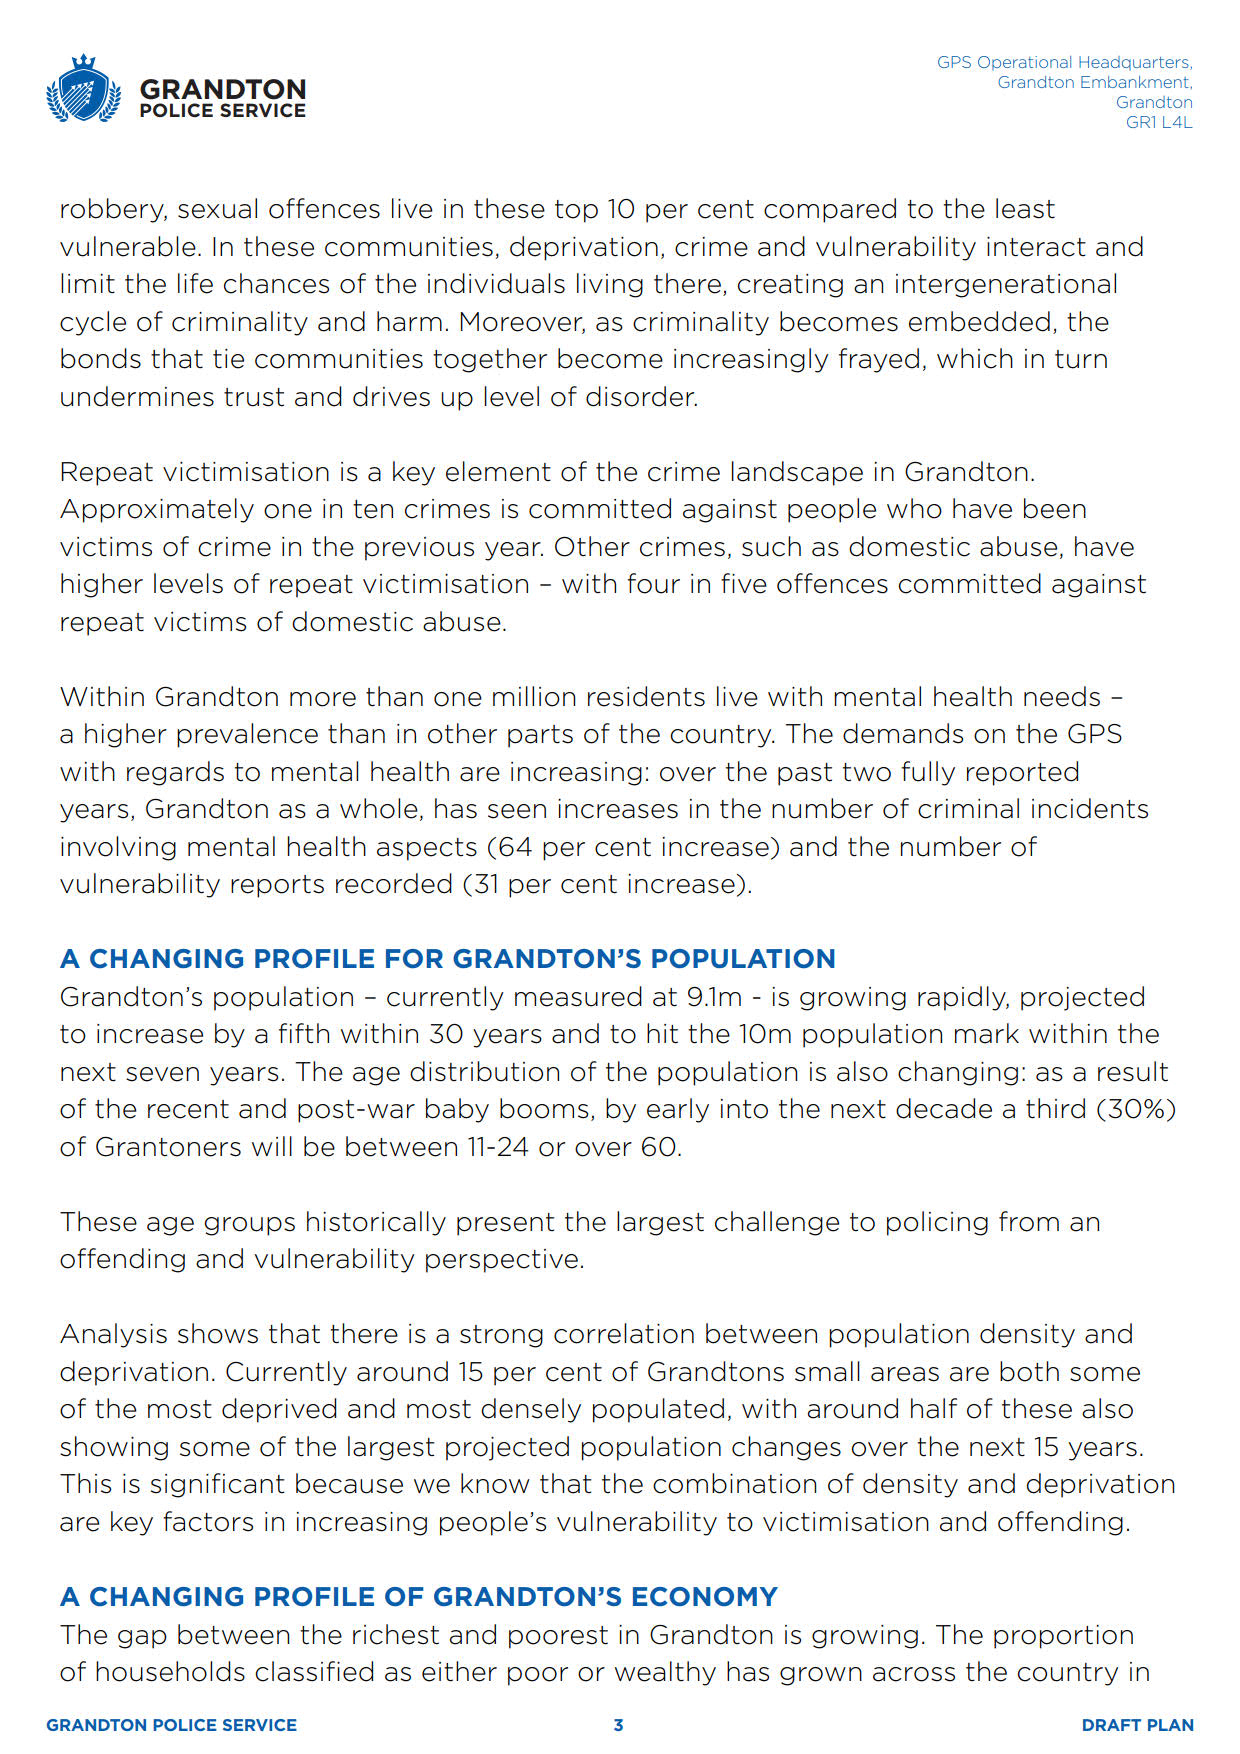 GRANDTON
POLICE SERVICE
GPS Operational Headquarters,
Grandton Embankment,
Grandton
GR1 L4L
robbery, sexual offences live in these top 10 per cent compared to the least
vulnerable. In these communities, deprivation, crime and vulnerability interact and
limit the life chances of the individuals living there, creating an intergenerational
cycle of criminality and harm. Moreover, as criminality becomes embedded, the
bonds that tie communities together become increasingly frayed, which in turn
undermines trust and drives up level of disorder.
Repeat victimisation is a key element of the crime landscape in Grandton.
Approximately one in ten crimes is committed against people who have been
victims of crime in the previous year. Other crimes, such as domestic abuse, have
higher levels of repeat victimisation – with four in five offences committed against
repeat victims of domestic abuse.
Within Grandton more than one million residents live with mental health needs –
a higher prevalence than in other parts of the country. The demands on the GPS
with regards to mental health are increasing: over the past two fully reported
years, Grandton as a whole, has seen increases in the number of criminal incidents
involving mental health aspects (64 per cent increase) and the number of
vulnerability reports recorded (31 per cent increase).
A CHANGING PROFILE FOR GRANDTON’S POPULATION
Grandton’s population – currently measured at 9.1m - is growing rapidly, projected
to increase by a fifth within 30 years and to hit the 10m population mark within the
next seven years. The age distribution of the population is also changing: as a result
of the recent and post-war baby booms, by early into the next decade a third (30%)
of Grantoners will be between 11-24 or over 60.
These age groups historically present the largest challenge to policing from an
offending and vulnerability perspective.
Analysis shows that there is a strong correlation between population density and
deprivation. Currently around 15 per cent of Grandtons small areas are both some
of the most deprived and most densely populated, with around half of these also
showing some of the largest projected population changes over the next 15 years.
This is significant because we know that the combination of density and deprivation
are key factors in increasing people’s vulnerability to victimisation and offending.
A CHANGING PROFILE OF GRANDTON’S ECONOMY
The gap between the richest and poorest in Grandton is growing. The proportion
of households classified as either poor or wealthy has grown across the country in
GRANDTON POLICE SERVICE
3
DRAFT PLAN